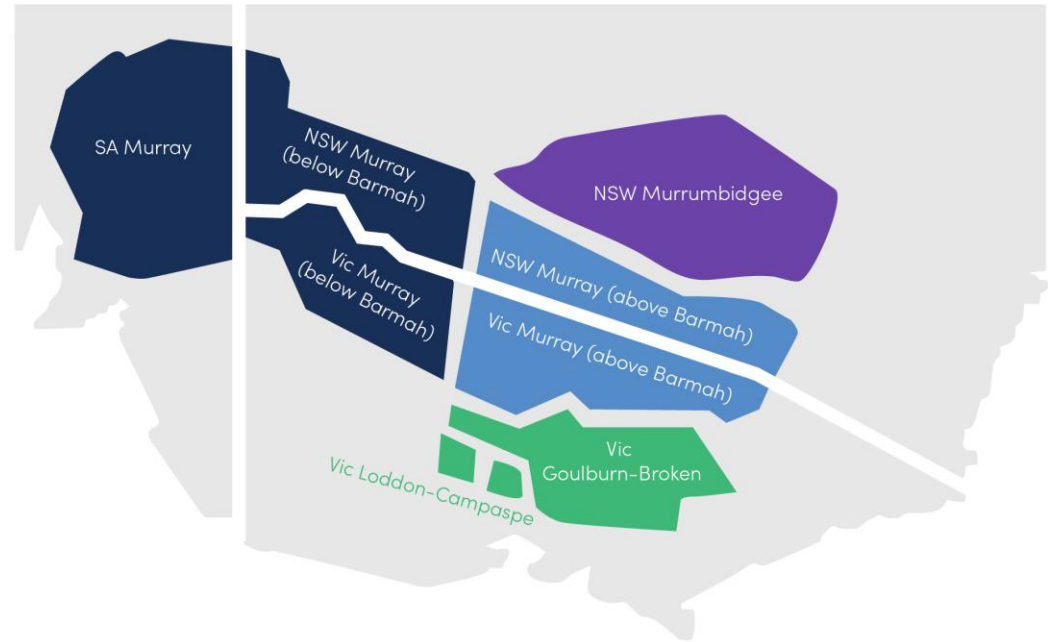 SA Murray
NSW Murray
(below Barmah)
NSW Murrumbidgee
Vic Murray
(below Barmah)
NSW Murray (above Barmah)
Vic Murray (above Barmah)
Vic
Goulburn-Broken
Vic Loddon-Campaspe